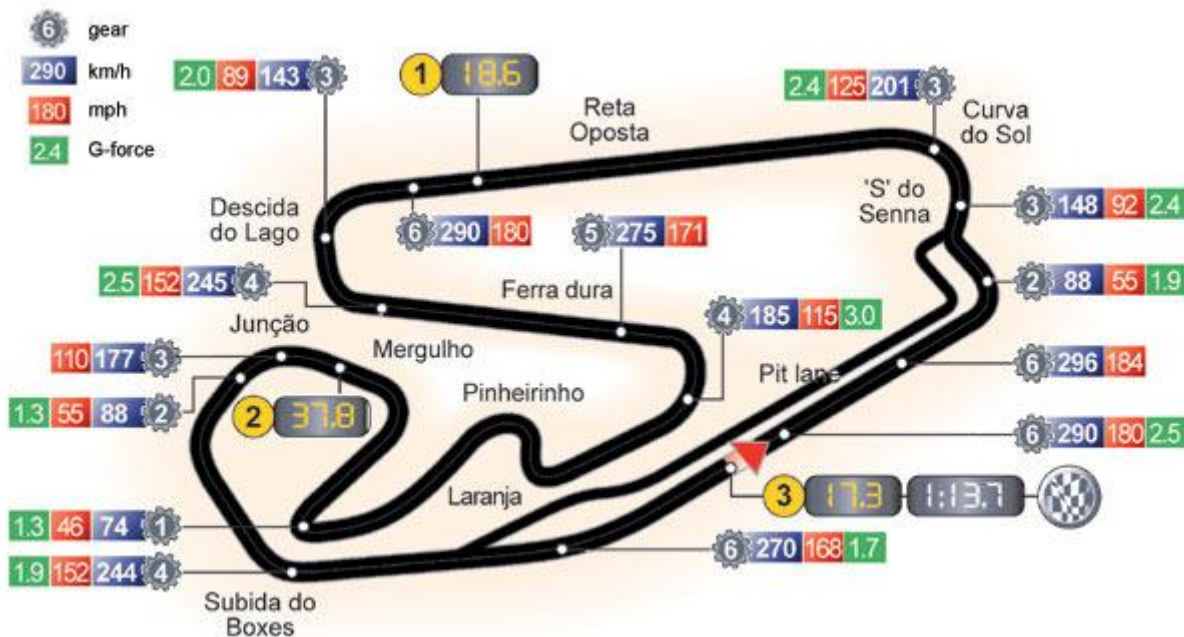 6 gear
290 km/h
180 mph
2.4 G-force
2.0 89 143 3
1 18.6
2.4 125 201 3
Reta
Oposta
Curva
do Sol
'S' do
Senna
3 148 92 2.4
Descida
do Lago
6 290 180
5 275 171
2.5 152 245 4
Ferra dura
2 88 55 1.9
4 185 115 3.0
Junção
Mergulho
110 177 3
Pit lane
6 296 184
Pinheirinho
1.3 55 88 2
2 37.8
6 290 180 2.5
Laranja
3 17.3 1:13.7
1.3 46 74 1
6 270 168 1.7
1.9 152 244 4
Subida do
Boxes